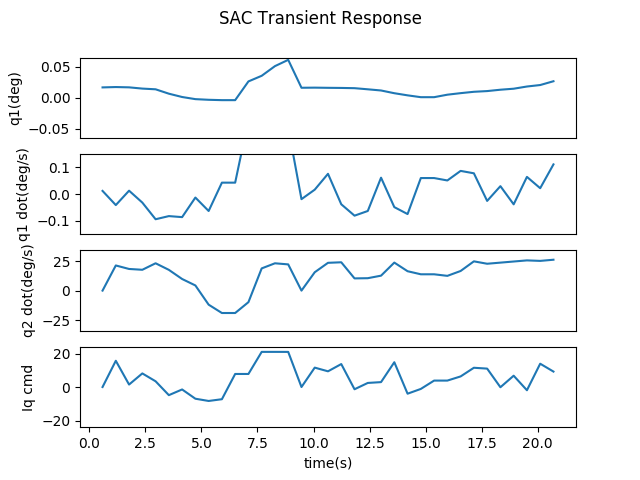 SAC Transient Response
q1(deg)
0.05
0.00
−0.05
q1 dot(deg/s)
0.1
0.0
−0.1
q2 dot(deg/s)
25
0
−25
Iq cmd
20
0
−20
0.0 2.5 5.0 7.5 10.0 12.5 15.0 17.5 20.0
time(s)